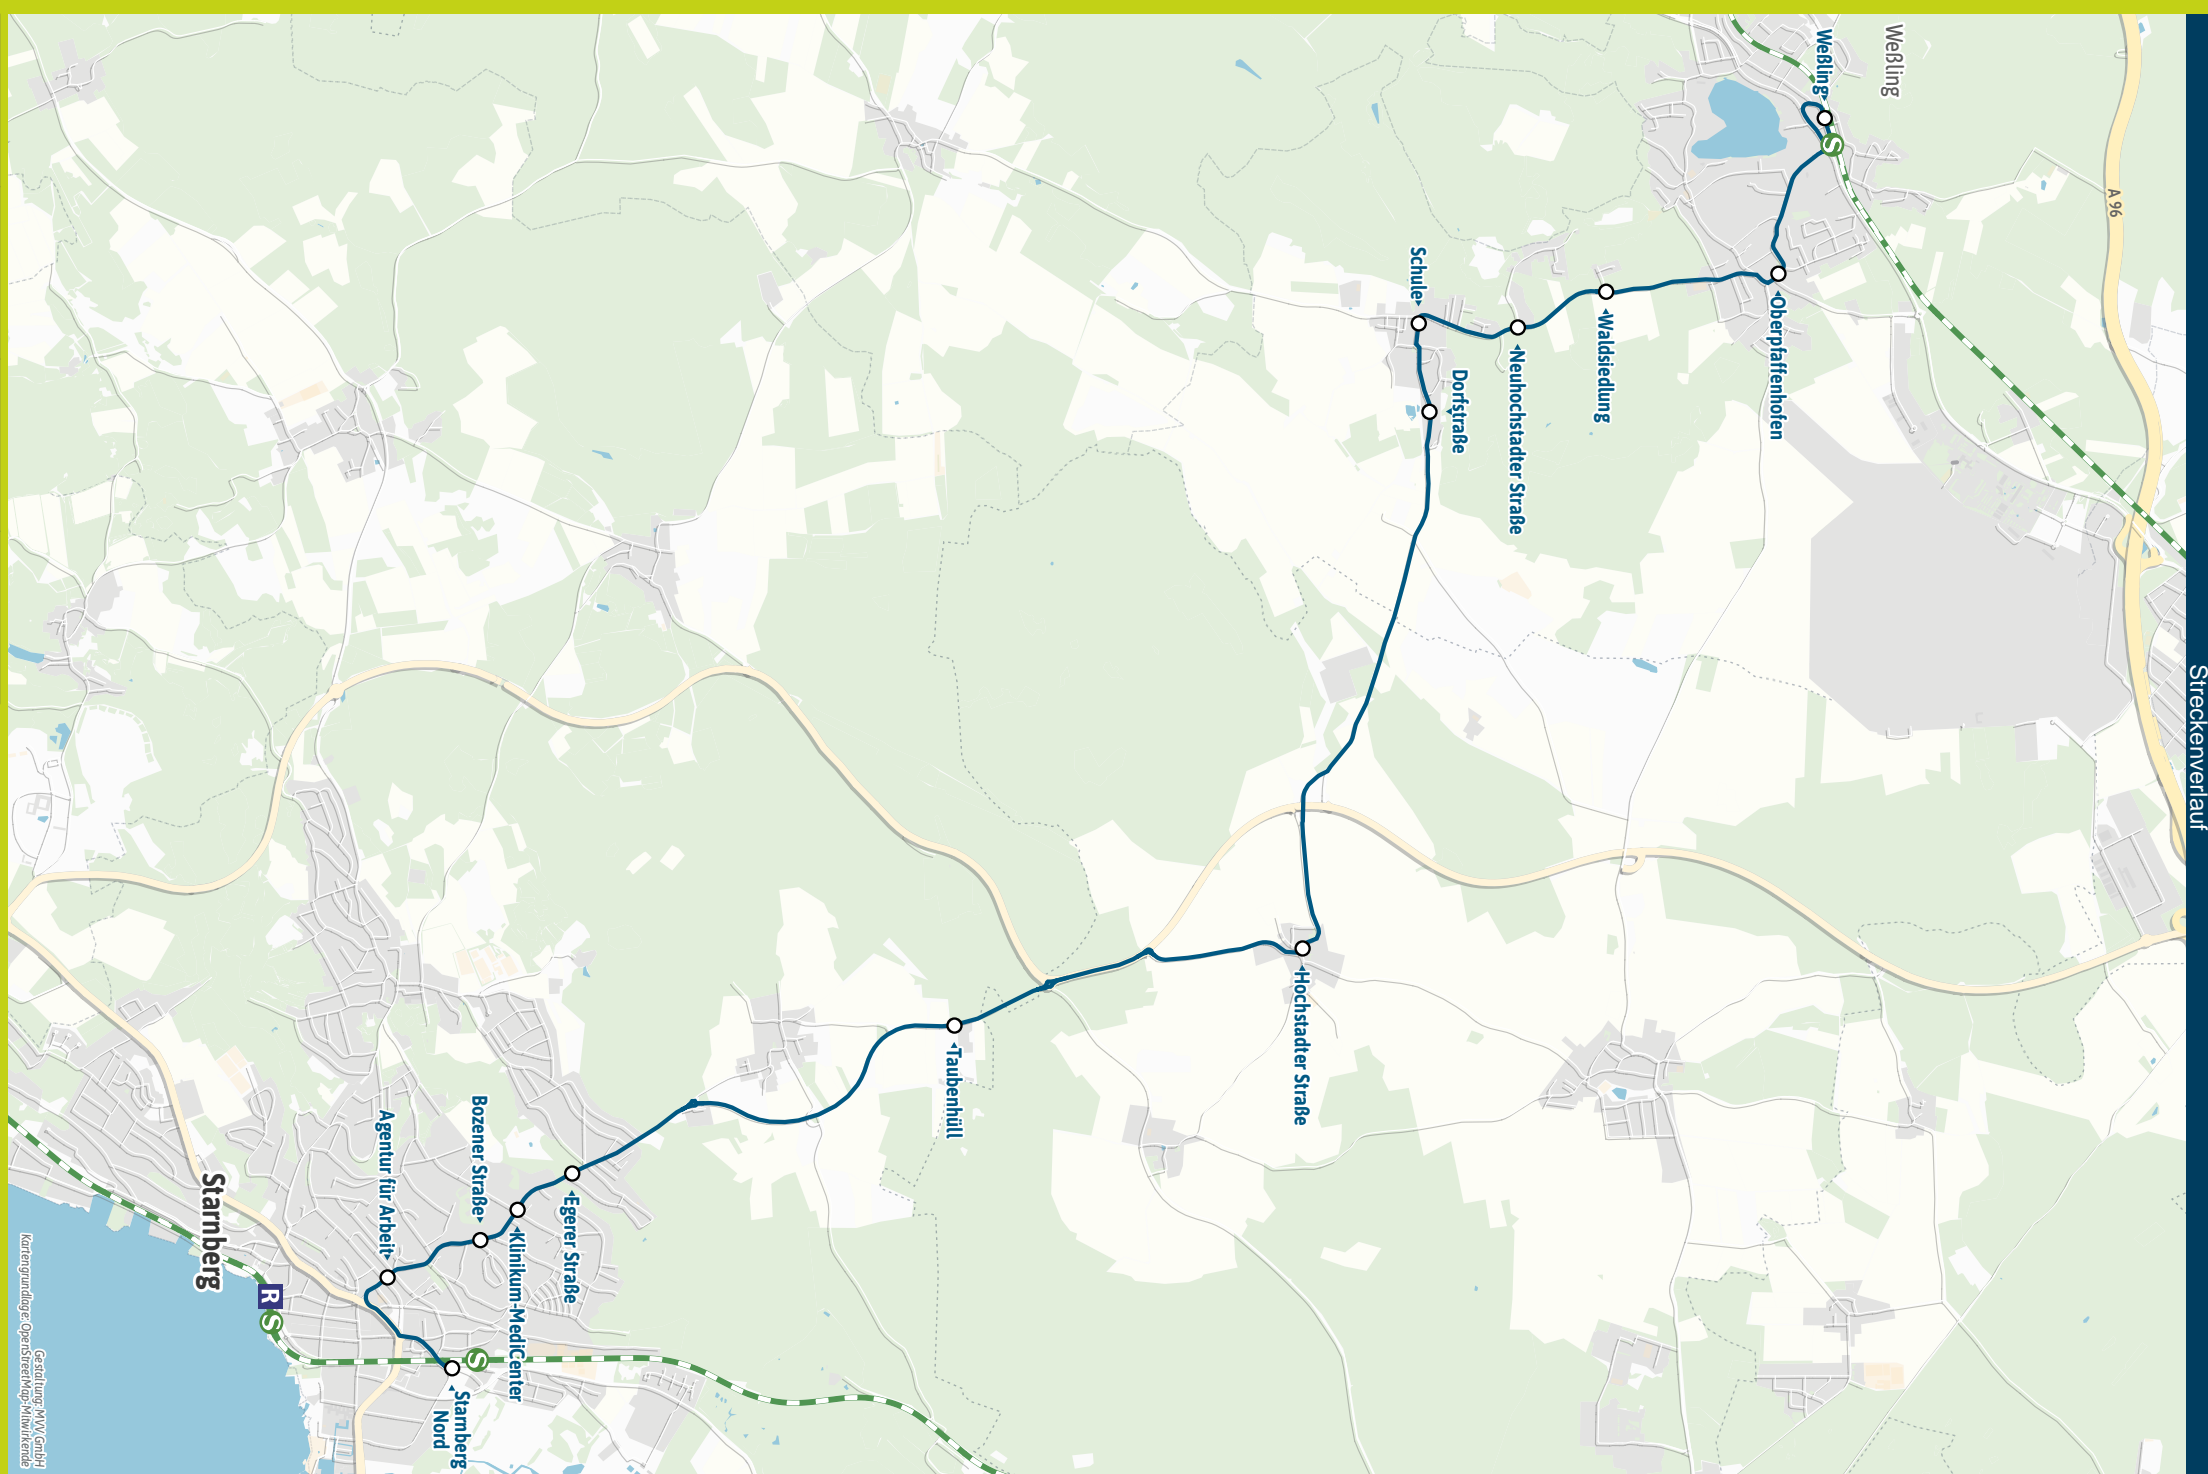 Streckenverlauf
A 96
Weßling
Weßling
S
Oberpfaffenhofen
Waldsiedlung
Neuhochstadter Straße
Schule
Dorfstraße
Hochstadter Straße
Taubenhüll
Egerer Straße
Klinikum-MediCenter
Bozener Straße
Agentur für Arbeit
S
Starnberg
Nord
Starnberg
R
S
Gestaltung: MVV GmbH
Kartengrundlage: OpenStreetMap-Mitwirkende